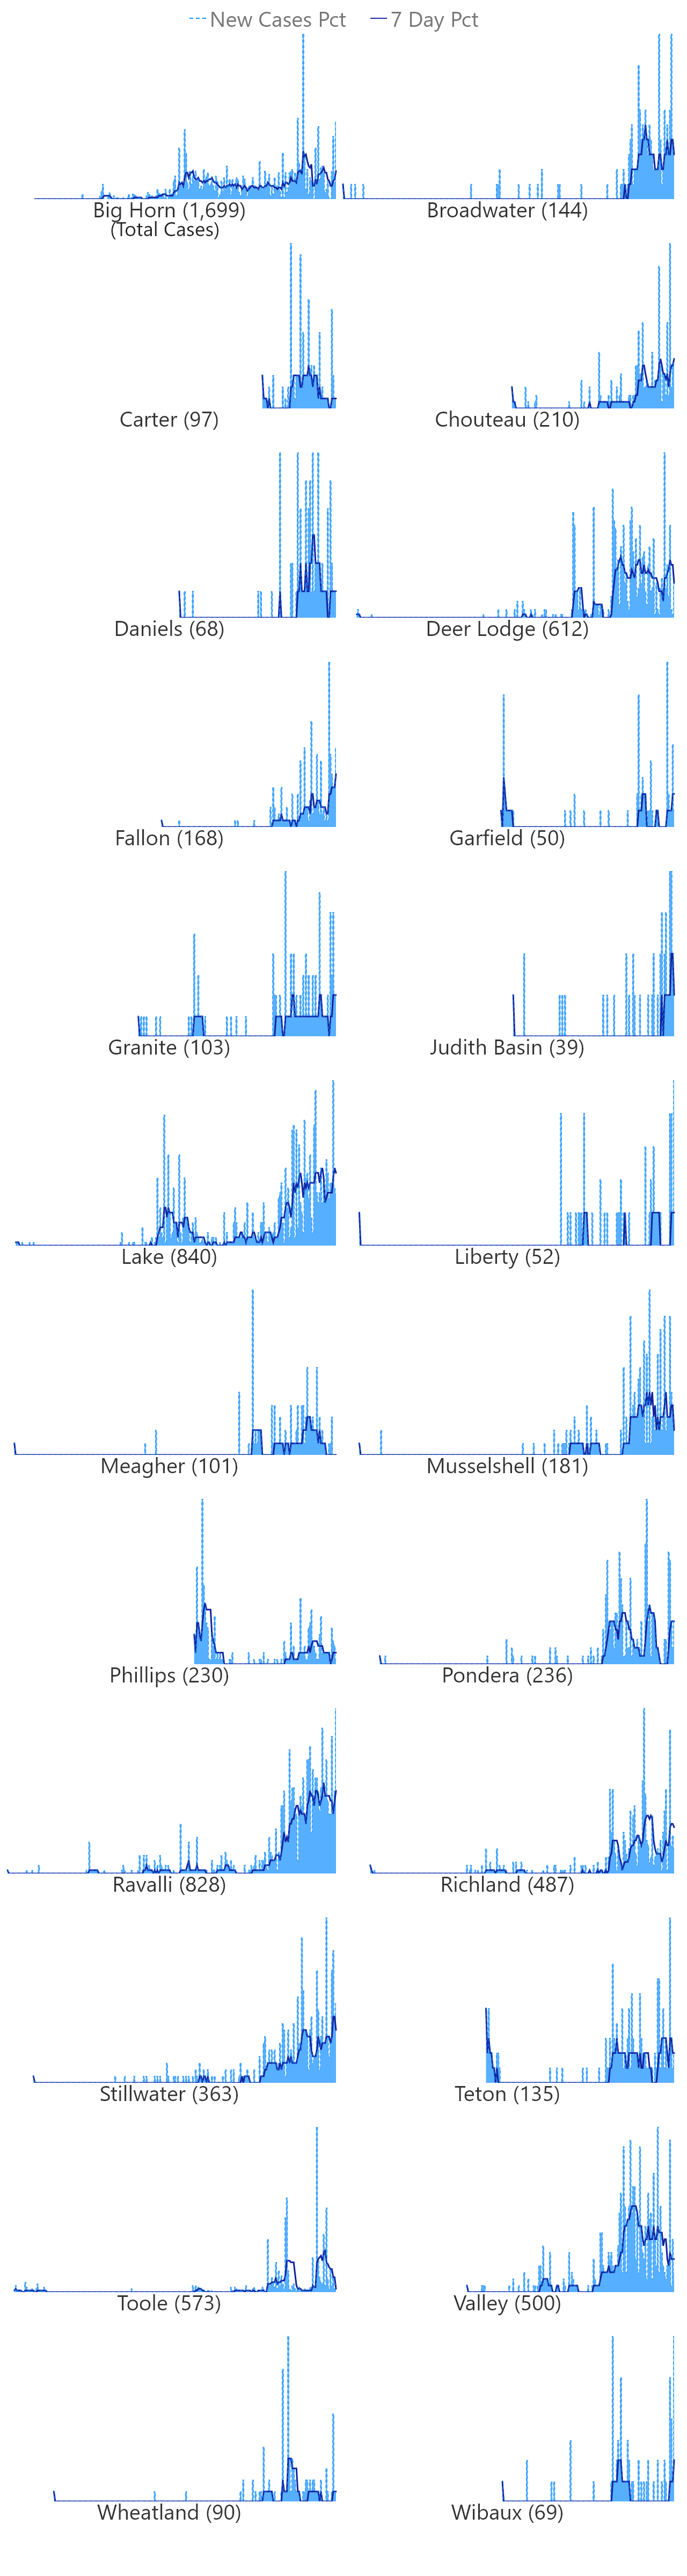 New Cases Pct 7 Day Pct
Big Horn (1,699) Broadwater (144)
(Total Cases)
Carter (97) Chouteau (210)
Daniels (68) Deer Lodge (612)
Fallon (168) Garfield (50)
Granite (103) Judith Basin (39)
Lake (840) Liberty (52)
Meagher (101) Musselshell (181)
Phillips (230) Pondera (236)
Ravalli (828) Richland (487)
Stillwater (363) Teton (135)
Toole (573) Valley (500)
Wheatland (90) Wibaux (69)